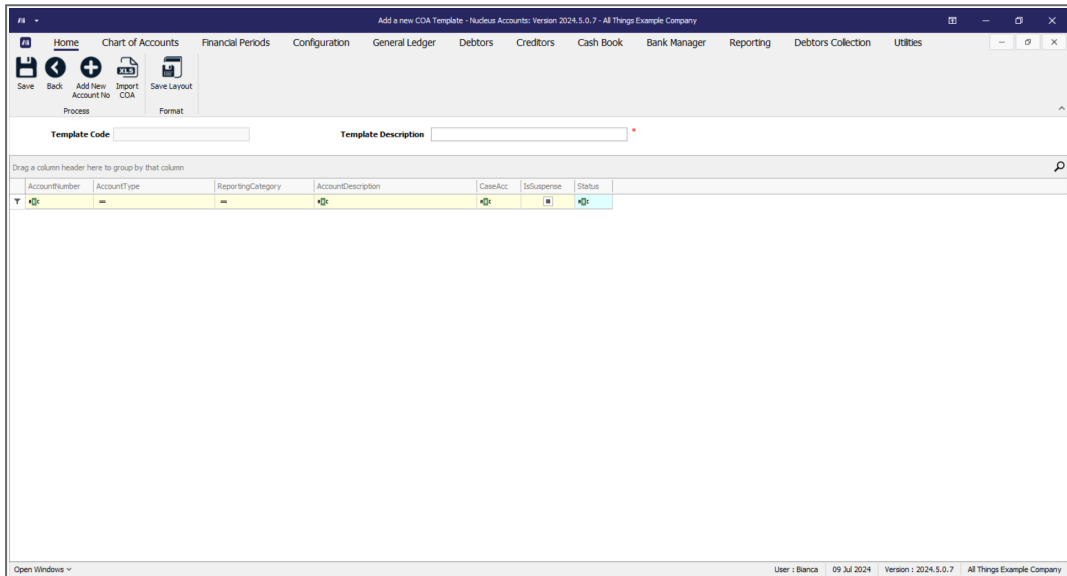 Add a new COA Template - Nucleus Accounts: Version 2024.5.0.7 - All Things Example Company
Home Chart of Accounts Financial Periods Configuration General Ledger Debtors Creditors Cash Book Bank Manager Reporting Debtors Collection Utilities
Save Back Add New Account No Import COA Save Layout
Process Format
Template Code Template Description *
Drag a column header here to group by that column
AccountNumber AccountType ReportingCategory AccountDescription CaseAcc IsSuspense Status
= =
Open Windows User : Bianca 09 Jul 2024 Version : 2024.5.0.7 All Things Example Company